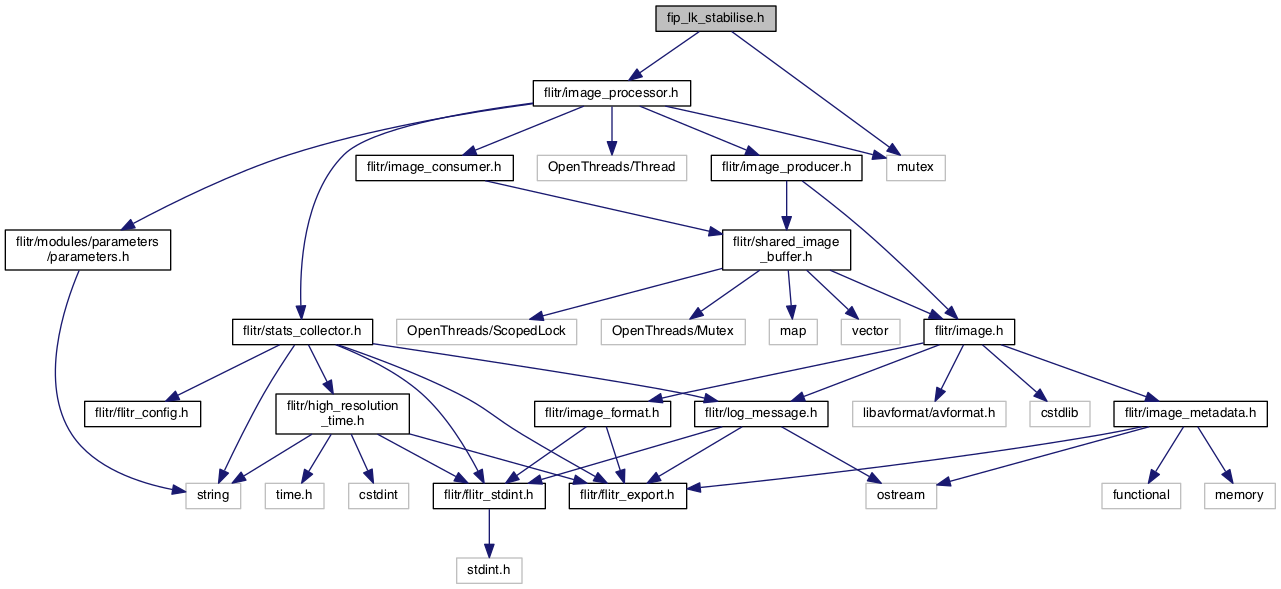 fip_lk_stabilise.h
flitr/image_processor.h
flitr/image_consumer.h
OpenThreads/Thread
flitr/image_producer.h
mutex
flitr/modules/parameters
/parameters.h
flitr/shared_image
_buffer.h
flitr/stats_collector.h
OpenThreads/ScopedLock
OpenThreads/Mutex
map
vector
flitr/image.h
flitr/flitr_config.h
flitr/high_resolution
_time.h
flitr/image_format.h
flitr/log_message.h
libavformat/avformat.h
cstdlib
flitr/image_metadata.h
string
time.h
cstdint
flitr/flitr_stdint.h
flitr/flitr_export.h
ostream
functional
memory
stdint.h